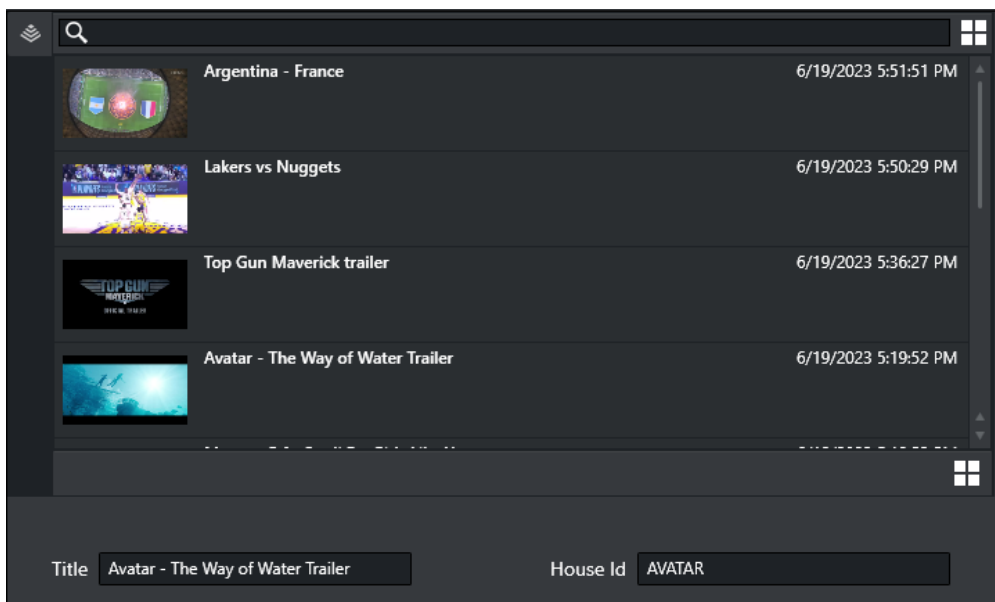 Argentina - France
6/19/2023 5:51:51 PM
Lakers vs Nuggets
6/19/2023 5:50:29 PM
Top Gun Maverick trailer
6/19/2023 5:36:27 PM
TOP GUN
MAVERICK
Avatar - The Way of Water Trailer
6/19/2023 5:19:52 PM
Title
Avatar - The Way of Water Trailer
House Id
AVATAR